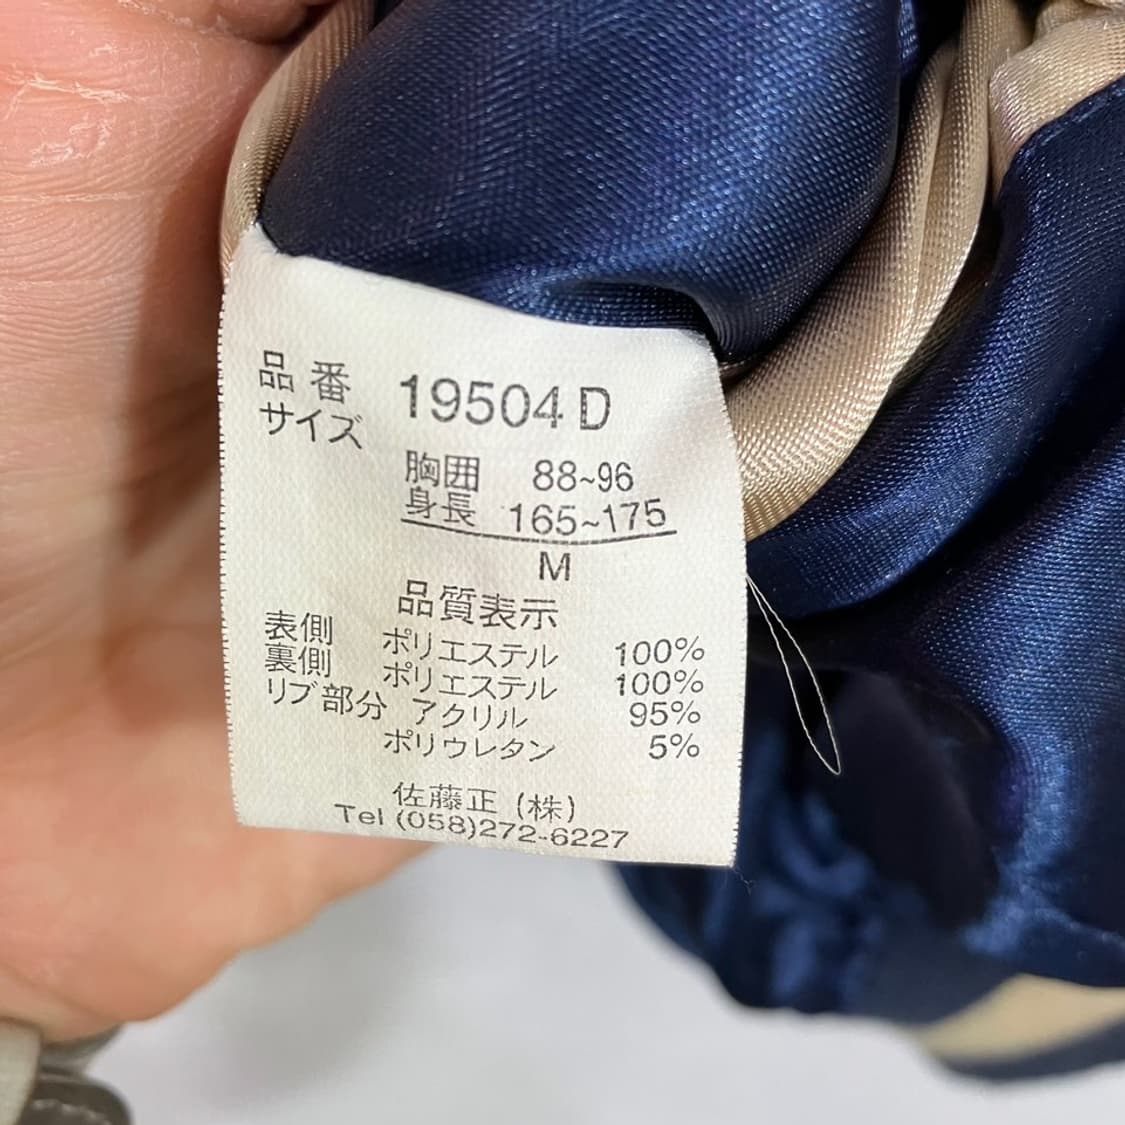 品番 19504D
サイズ
胸囲 88~96
身長 165~175
M
品質表示
表側 ポリエステル 100%
裏側 ポリエステル 100%
リブ部分 アクリル 95%
ポリウレタン 5%
佐藤正(株)
Tel (058)272-6227